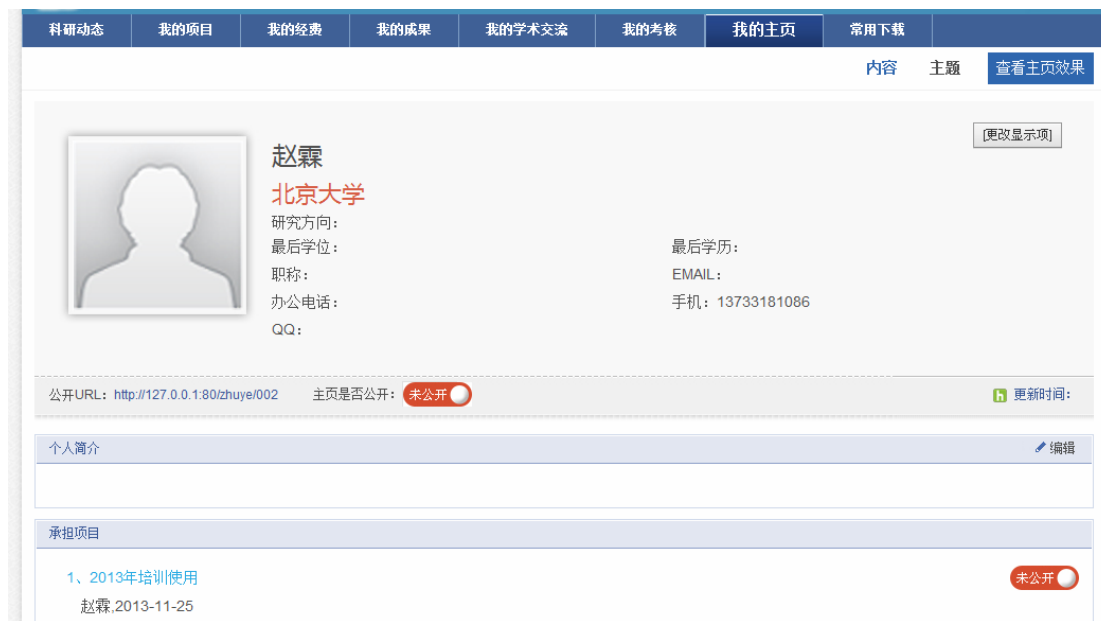 科研动态 我的项目 我的经费 我的成果 我的学术交流 我的考核 我的主页 常用下载
内容 主题 查看主页效果
[更改显示项]
赵霖
北京大学
研究方向：
最后学位： 最后学历：
职称： EMAIL：
办公电话： 手机：13733181086
QQ：
公开URL：http://127.0.0.1:80/zhuye/002 主页是否公开： 未公开 h 更新时间：
个人简介 编辑
承担项目
1、2013年培训使用 未公开
赵霖,2013-11-25